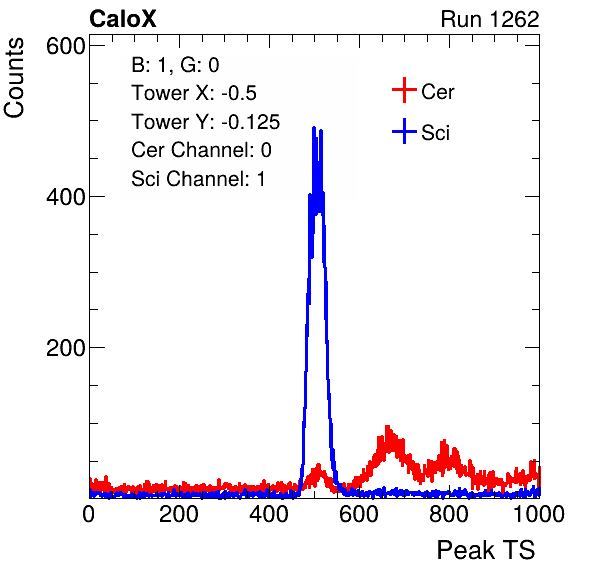 CaloX Run 1262
Counts
600
B: 1, G: 0
Tower X: -0.5
Tower Y: -0.125
Cer Channel: 0
Sci Channel: 1
Cer
Sci
400
200
0 200 400 600 800 1000
Peak TS